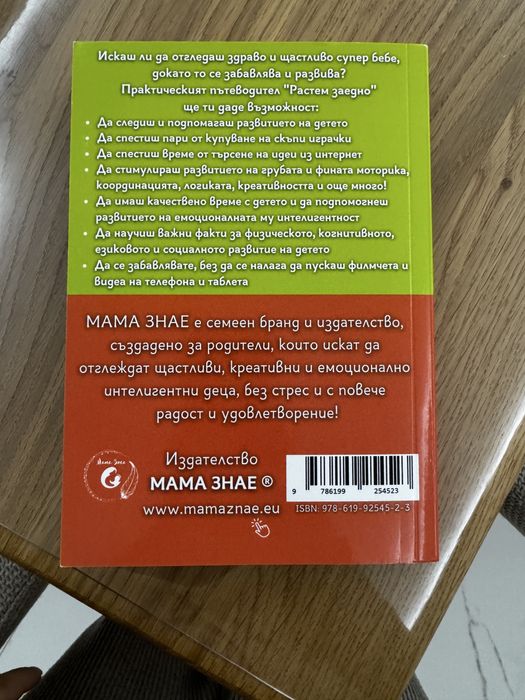 Искаш ли да отгледаш здраво и щастливо супер бебе,
докато то се забавлява и развива?
Практическият пътеводител "Растем заедно"
ще ти даде възможност:
• Да следиш и подпомагаш развитието на детето
• Да спестиш пари от купуване на скъпи играчки
• Да спестиш време от търсене на идеи из интернет
• Да стимулираш развитието на грубата и фината моторика,
координацията, логиката, креативността и още много!
• Да имаш качествено време с детето и да подпомогнеш
развитието на емоционалната му интелигентност
• Да научиш важни факти за физическото, когнитивното,
езиковото и социалното развитие на детето
• Да се забавлявате, без да се налага да пускаш филмчета и
видеа на телефона и таблета
МАМА ЗНАЕ е семеен бранд и издателство,
създадено за родители, които искат да
отглеждат щастливи, креативни и емоционално
интелигентни деца, без стрес и с повече
радост и удовлетворение!
Мама Знае
Издателство
МАМА ЗНАЕ ®
www.mamaznae.eu
9 786199 254523
ISBN: 978-619-92545-2-3